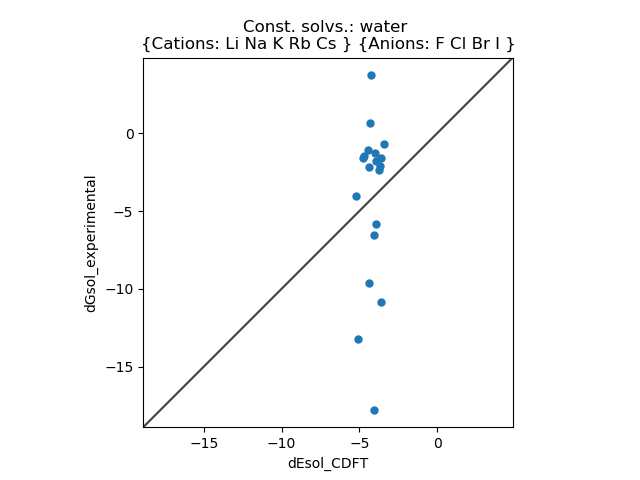 Const. solvs.: water
{Cations: Li Na K Rb Cs } {Anions: F Cl Br I }
0
−5
−10
−15
dGsol_experimental
−15
−10
−5
0
dEsol_CDFT